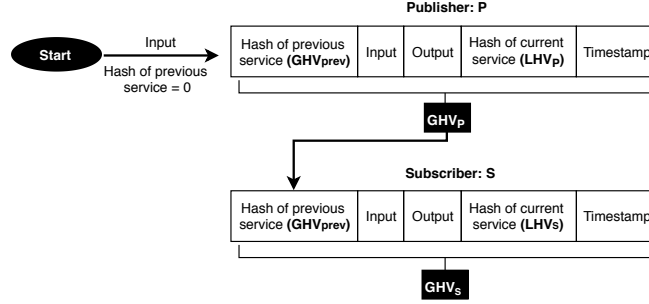 Publisher: P
Start
Input
Hash of previous
service = 0
Hash of previous
service (GHVprev)
Input
Output
Hash of current
service (LHVP)
Timestamp
GHVP
Subscriber: S
Hash of previous
service (GHVprev)
Input
Output
Hash of current
service (LHVS)
Timestamp
GHVS